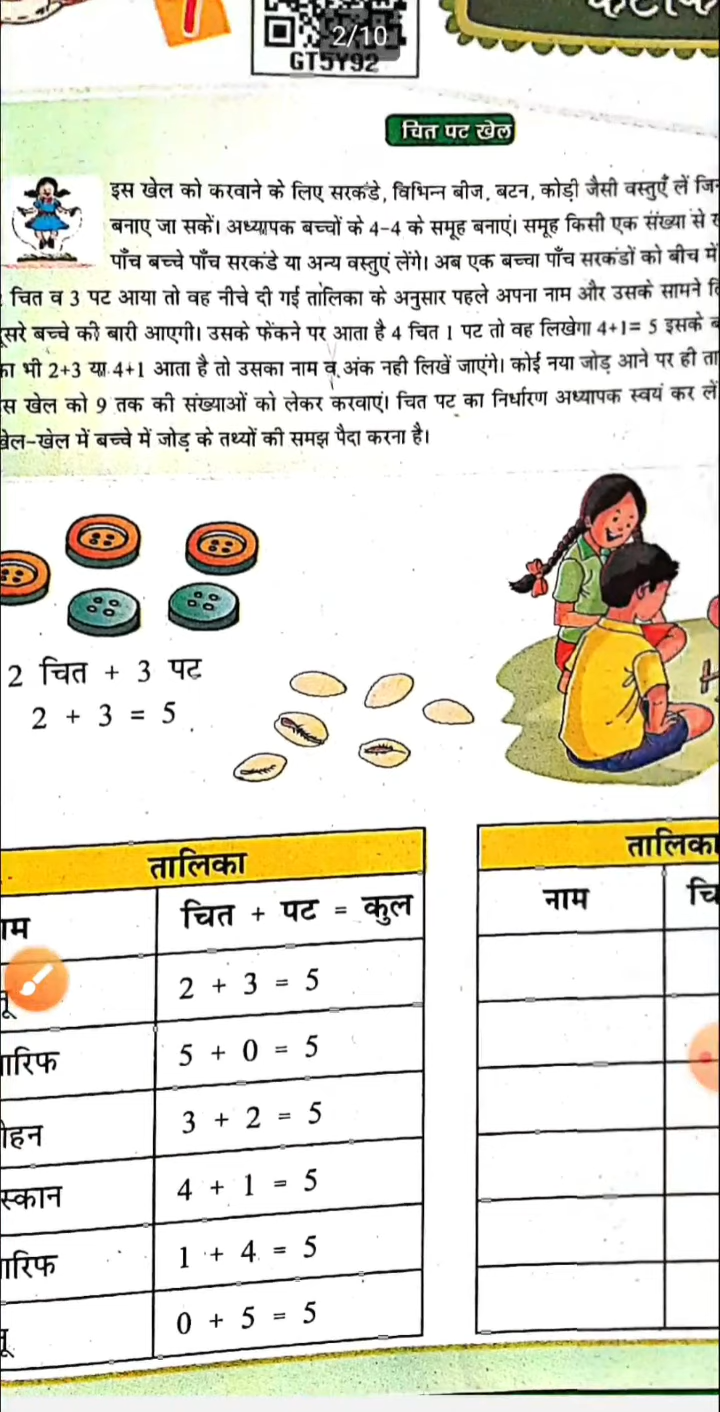 2/10
GT5Y92
चित पट खेल
इस खेल को करवाने के लिए सरकंडे, विभिन्न बीज, बटन, कोड़ी जैसी वस्तुएँ लें
बनाए जा सकें। अध्यापक बच्चों के 4-4 के समूह बनाएं। समूह किसी एक संख्या से
पाँच बच्चे पाँच सरकंडे या अन्य वस्तुएं लेंगे। अब एक बच्चा पाँच सरकंडों को बीच में
चित व 3 पट आया तो वह नीचे दी गई तालिका के अनुसार पहले अपना नाम और उसके सामने
बच्चे की बारी आएगी। उसके फेंकने पर आता है 4 चित 1 पट तो वह लिखेगा 4+1= 5 इसके
भी 2+3 या 4+1 आता है तो उसका नाम व अंक नही लिखें जाएंगे। कोई नया जोड़ आने पर ही
खेल को 9 तक की संख्याओं को लेकर करवाएं। चित पट का निर्धारण अध्यापक स्वयं कर लें
खेल-खेल में बच्चे में जोड़ के तथ्यों की समझ पैदा करना है।
2 चित + 3 पट
2 + 3 = 5
तालिका
चित + पट = कुल
2 + 3 = 5
5 + 0 = 5
3 + 2 = 5
4 + 1 = 5
1 + 4 = 5
0 + 5 = 5
तालिका
नाम